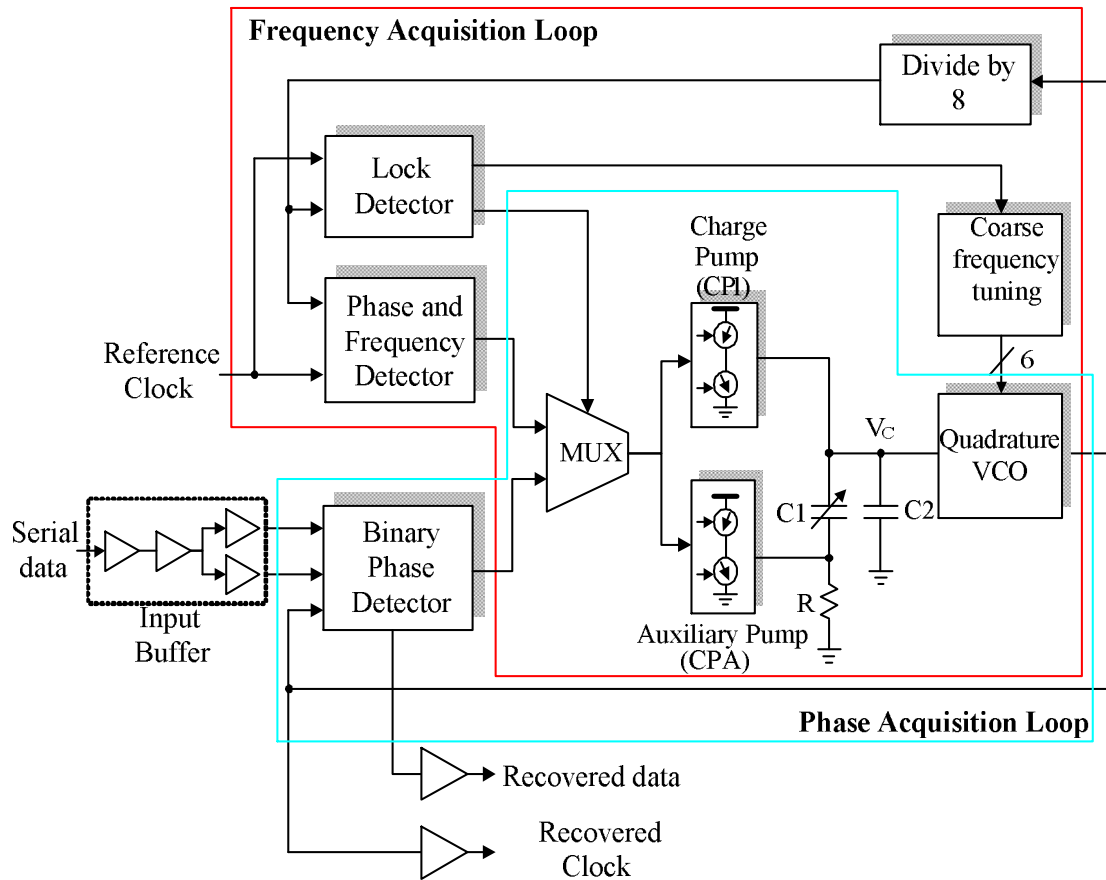 Frequency Acquisition Loop
Divide by
8
Lock
Detector
Charge
Pump
(CPI)
Coarse
frequency
tuning
Phase and
Frequency
Detector
Reference
Clock
6
MUX
VC
Quadrature
VCO
C1
C2
Serial
data
Binary
Phase
Detector
R
Input
Buffer
Auxiliary Pump
(CPA)
Phase Acquisition Loop
Recovered data
Recovered
Clock